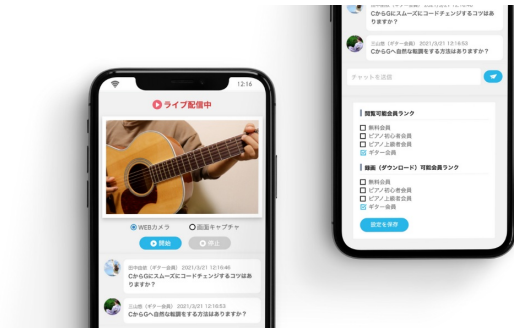 12:16
ライブ配信中
WEBカメラ 画面キャプチャ
開始 停止
田中由依（ギター会員） 2021/3/21 12:16:46
CからGにスムーズにコードチェンジするコツはあ
りますか？
三山悠（ギター会員） 2021/3/21 12:16:53
CからGへ自然な転調をする方法はありますか？
CからGにスムーズにコードチェンジするコツはあ
りますか？
三山悠（ギター会員） 2021/3/21 12:16:53
CからGへ自然な転調をする方法はありますか？
チャットを送信
閲覧可能会員ランク
無料会員
ピアノ初心者会員
ピアノ上級者会員
ギター会員
録画（ダウンロード）可能会員ランク
無料会員
ピアノ初心者会員
ピアノ上級者会員
ギター会員
設定を保存